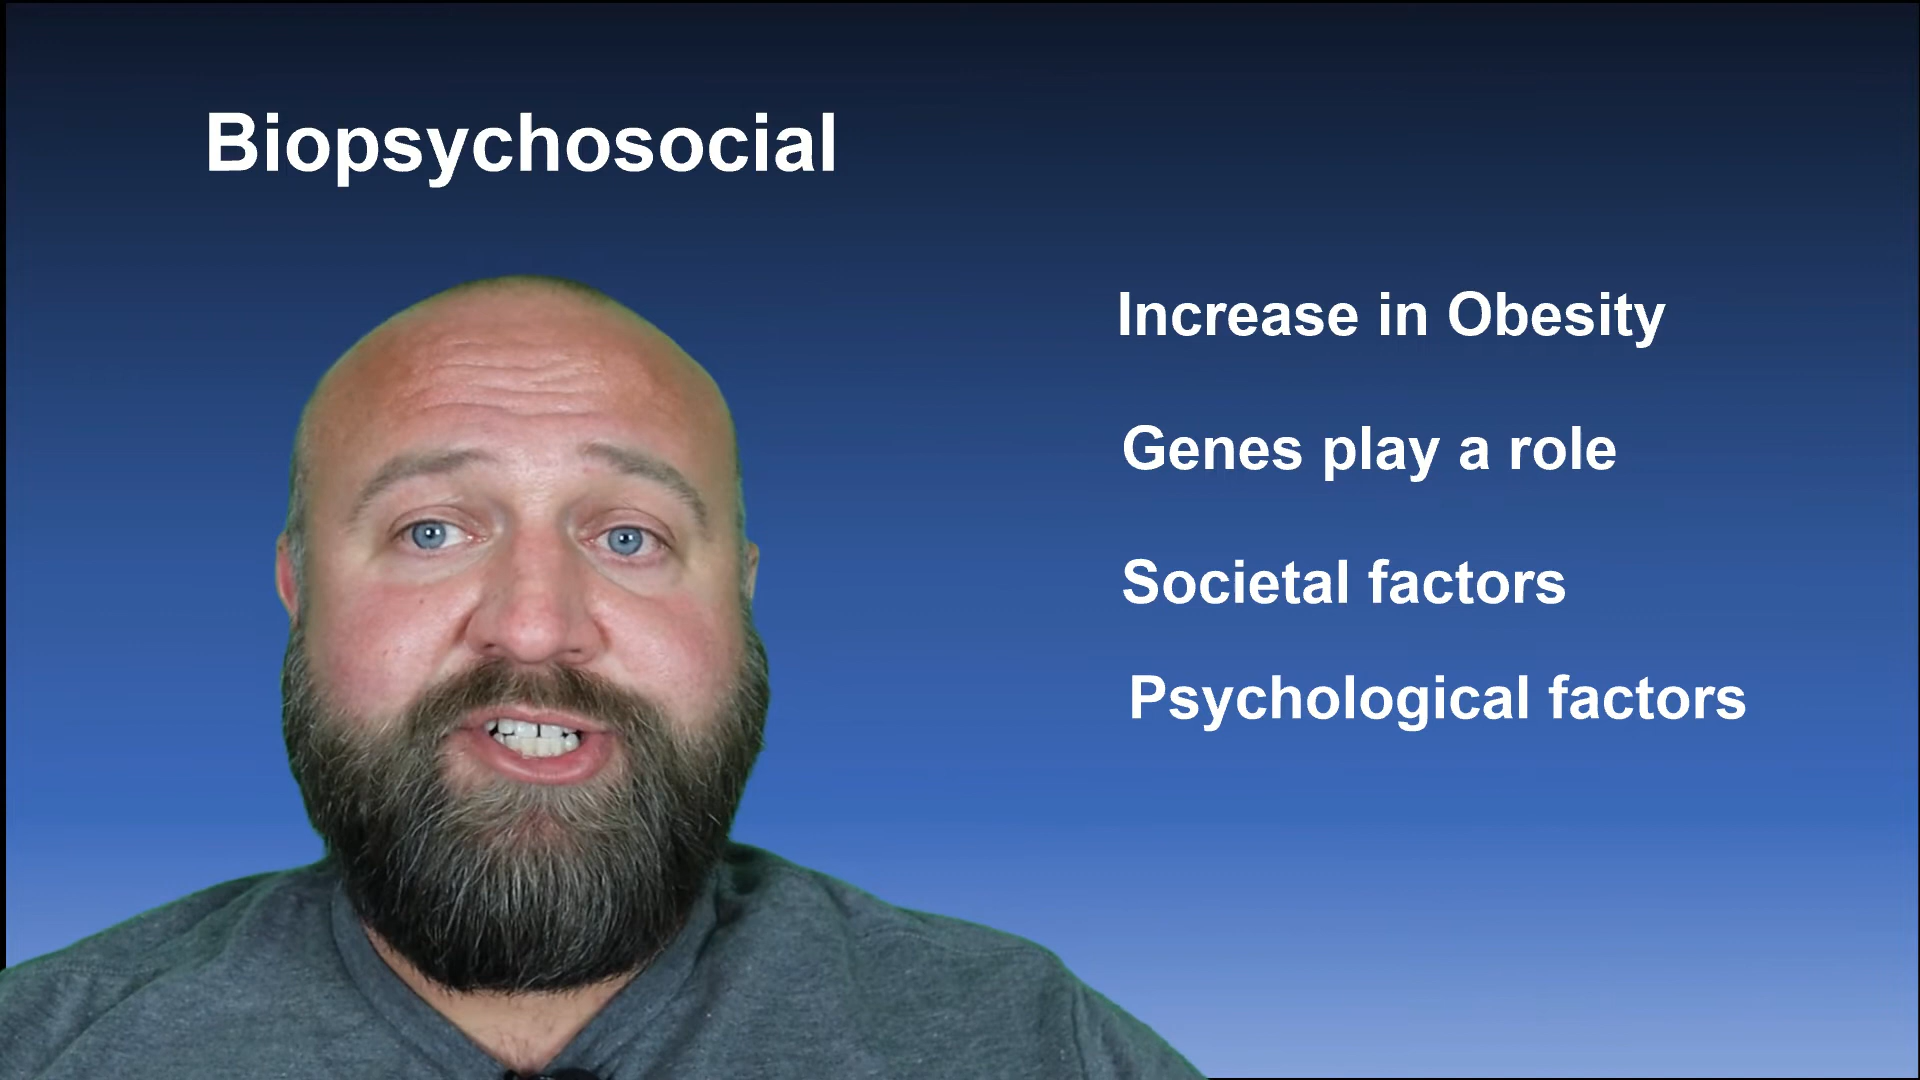 Biopsychosocial
Increase in Obesity
Genes play a role
Societal factors
Psychological factors